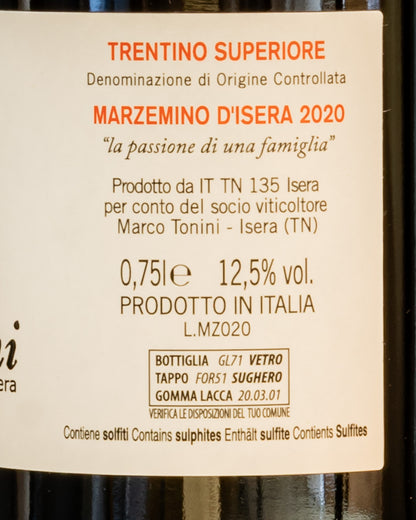 TRENTINO SUPERIORE
Denominazione di Origine Controllata
MARZEMINO D'ISERA 2020
“la passione di una famiglia”
Prodotto da IT TN 135 Isera
per conto del socio viticoltore
Marco Tonini - Isera (TN)
0,75l℮ 12,5% vol.
PRODOTTO IN ITALIA
L.MZ020
BOTTIGLIA GL71 VETRO
TAPPO FOR51 SUGHERO
GOMMA LACCA 20.03.01
VERIFICA LE DISPOSIZIONI DEL TUO COMUNE
Contiene solfiti Contains sulphites Enthält sulfite Contients Sulfites